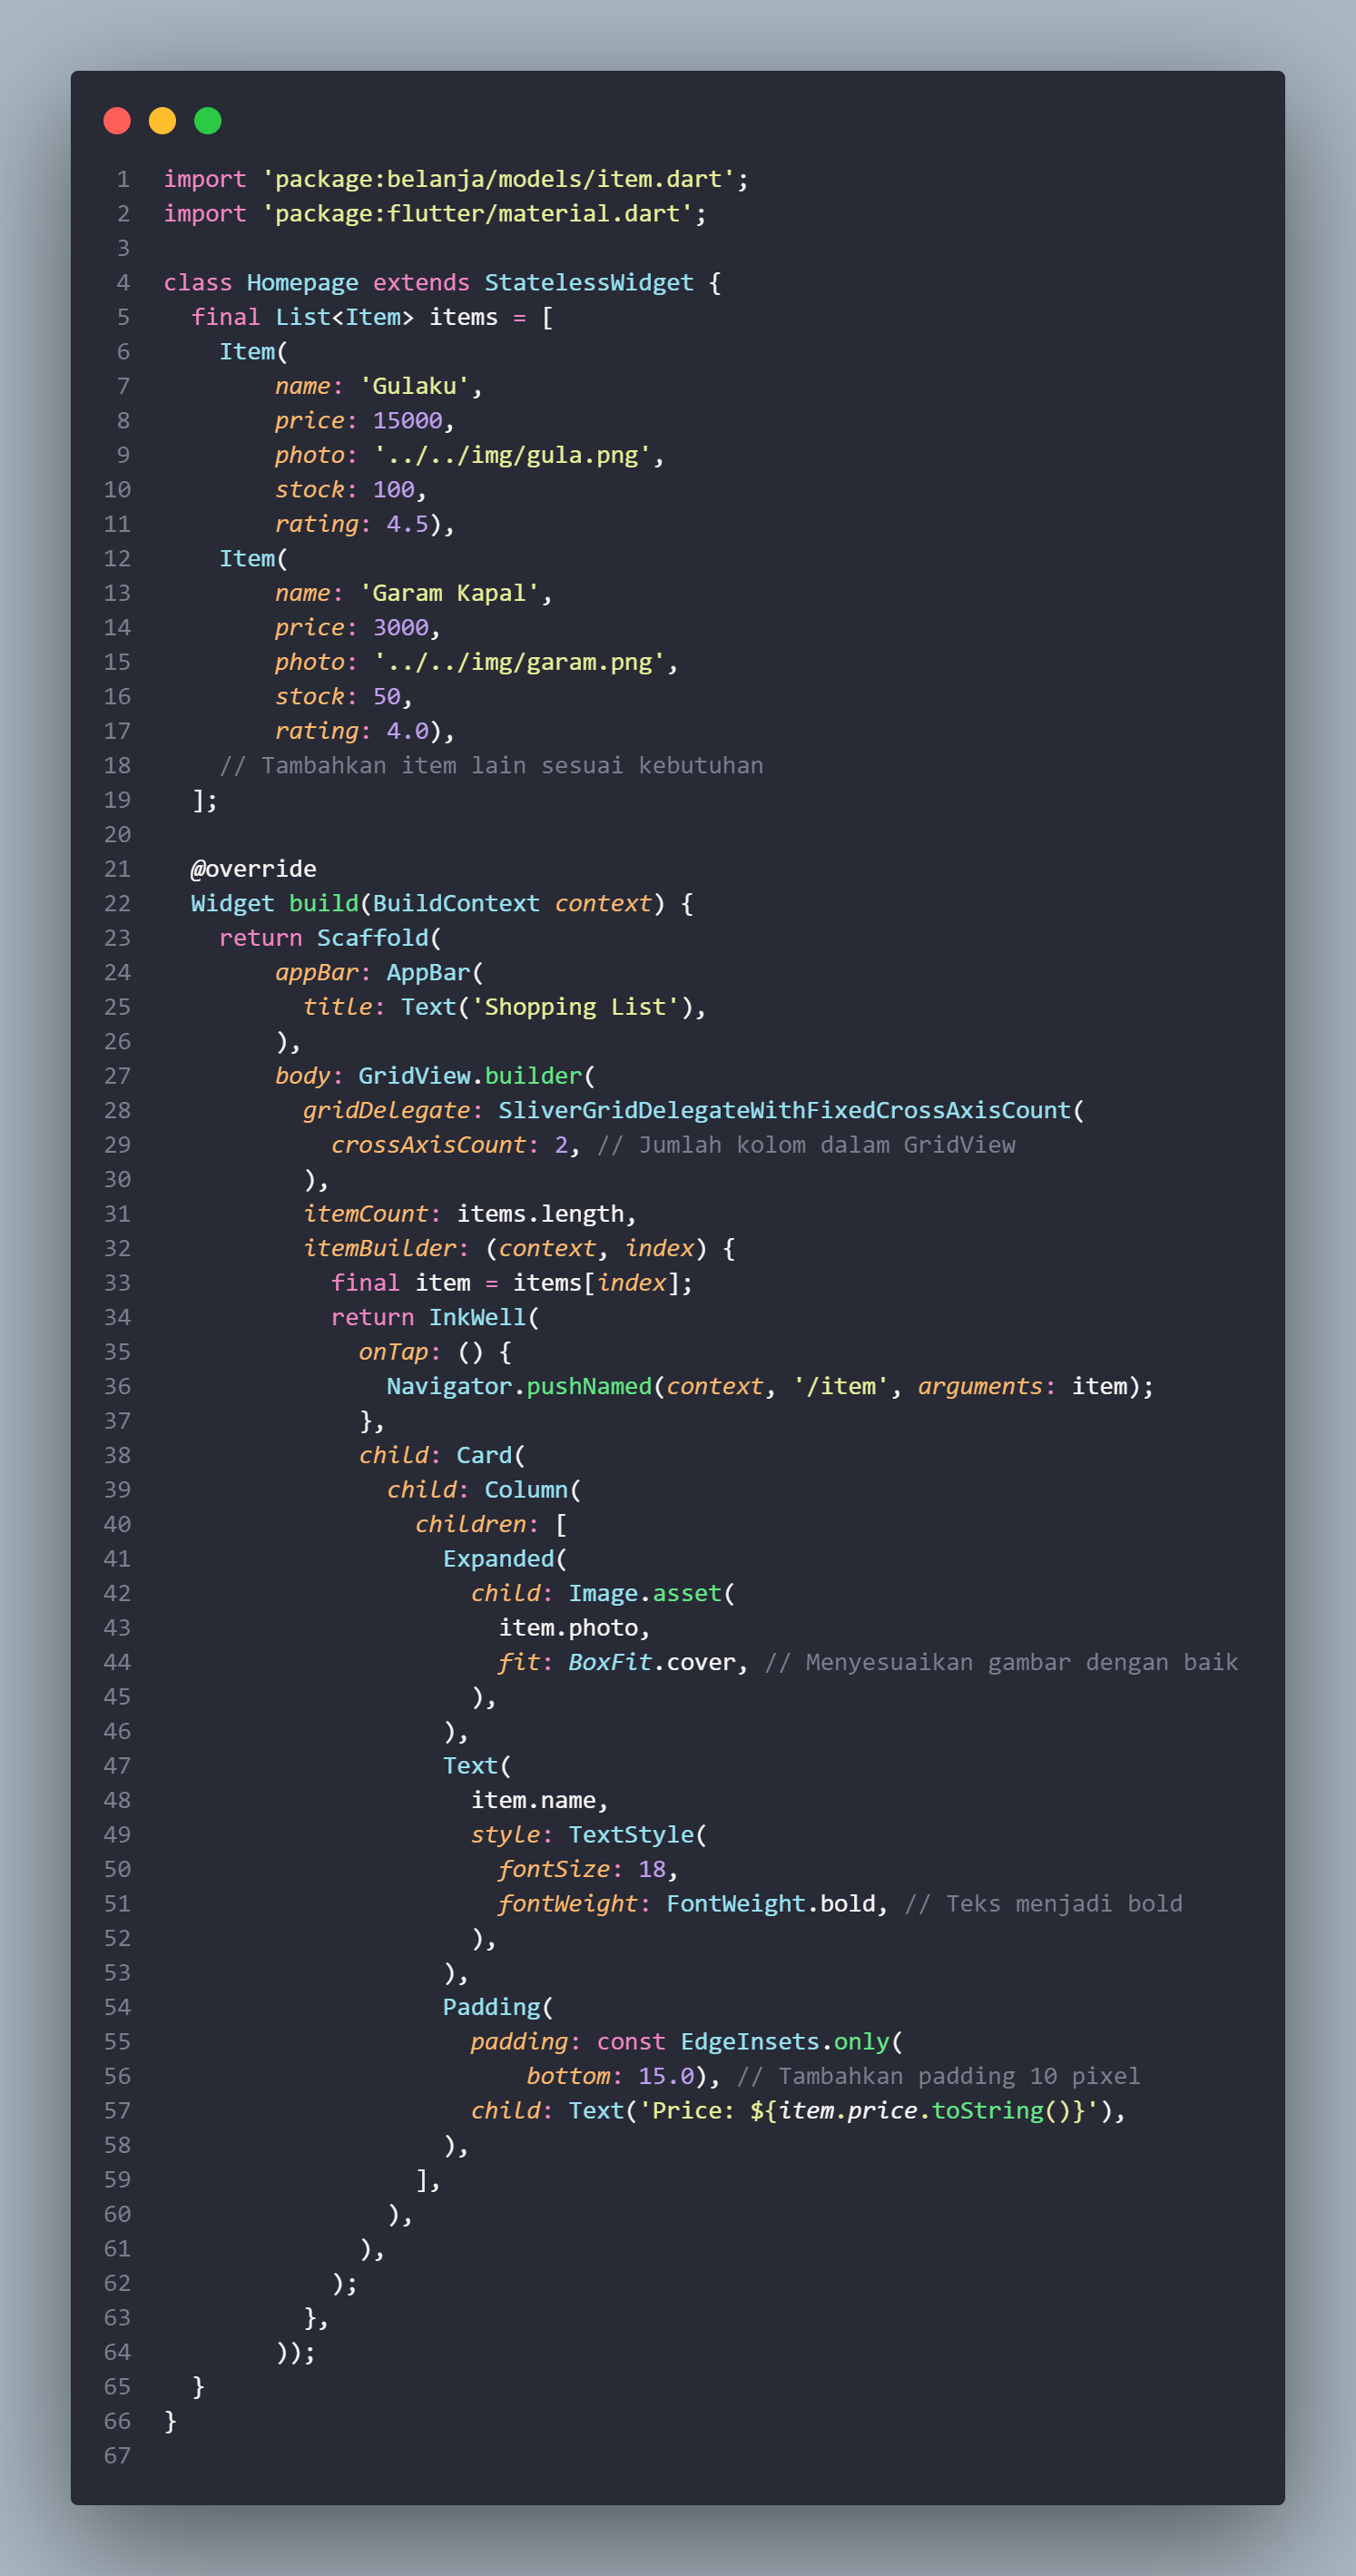 1 import 'package:belanja/models/item.dart';
2 import 'package:flutter/material.dart';
3
4 class Homepage extends StatelessWidget {
5   final List<Item> items = [
6     Item(
7         name: 'Gulaku',
8         price: 15000,
9         photo: '../../img/gula.png',
10         stock: 100,
11         rating: 4.5),
12     Item(
13         name: 'Garam Kapal',
14         price: 3000,
15         photo: '../../img/garam.png',
16         stock: 50,
17         rating: 4.0),
18     // Tambahkan item lain sesuai kebutuhan
19   ];
20
21   @override
22   Widget build(BuildContext context) {
23     return Scaffold(
24         appBar: AppBar(
25           title: Text('Shopping List'),
26         ),
27         body: GridView.builder(
28           gridDelegate: SliverGridDelegateWithFixedCrossAxisCount(
29             crossAxisCount: 2, // Jumlah kolom dalam GridView
30           ),
31           itemCount: items.length,
32           itemBuilder: (context, index) {
33             final item = items[index];
34             return InkWell(
35               onTap: () {
36                 Navigator.pushNamed(context, '/item', arguments: item);
37               },
38               child: Card(
39                 child: Column(
40                   children: [
41                     Expanded(
42                       child: Image.asset(
43                         item.photo,
44                         fit: BoxFit.cover, // Menyesuaikan gambar dengan baik
45                       ),
46                     ),
47                     Text(
48                       item.name,
49                       style: TextStyle(
50                         fontSize: 18,
51                         fontWeight: FontWeight.bold, // Teks menjadi bold
52                       ),
53                     ),
54                     Padding(
55                       padding: const EdgeInsets.only(
56                           bottom: 15.0), // Tambahkan padding 10 pixel
57                       child: Text('Price: ${item.price.toString()}'),
58                     ),
59                   ],
60                 ),
61               ),
62             );
63           },
64         ));
65   }
66 }
67